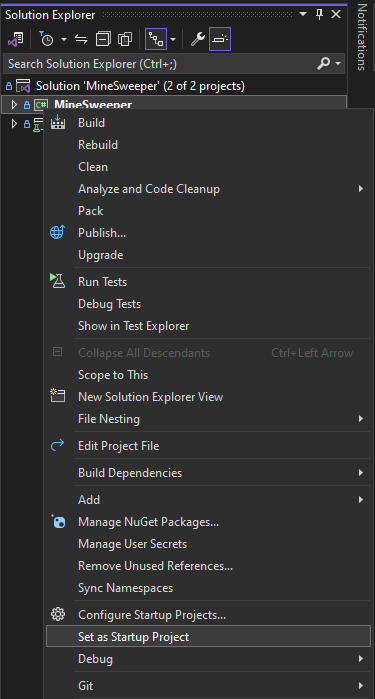 Solution Explorer
Notifications
Search Solution Explorer (Ctrl+;)
Solution 'MineSweeper' (2 of 2 projects)
C# MineSweeper
Build
Rebuild
Clean
Analyze and Code Cleanup
Pack
Publish...
Upgrade
Run Tests
Debug Tests
Show in Test Explorer
Collapse All Descendants Ctrl+Left Arrow
Scope to This
New Solution Explorer View
File Nesting
Edit Project File
Build Dependencies
Add
Manage NuGet Packages...
Manage User Secrets
Remove Unused References...
Sync Namespaces
Configure Startup Projects...
Set as Startup Project
Debug
Git